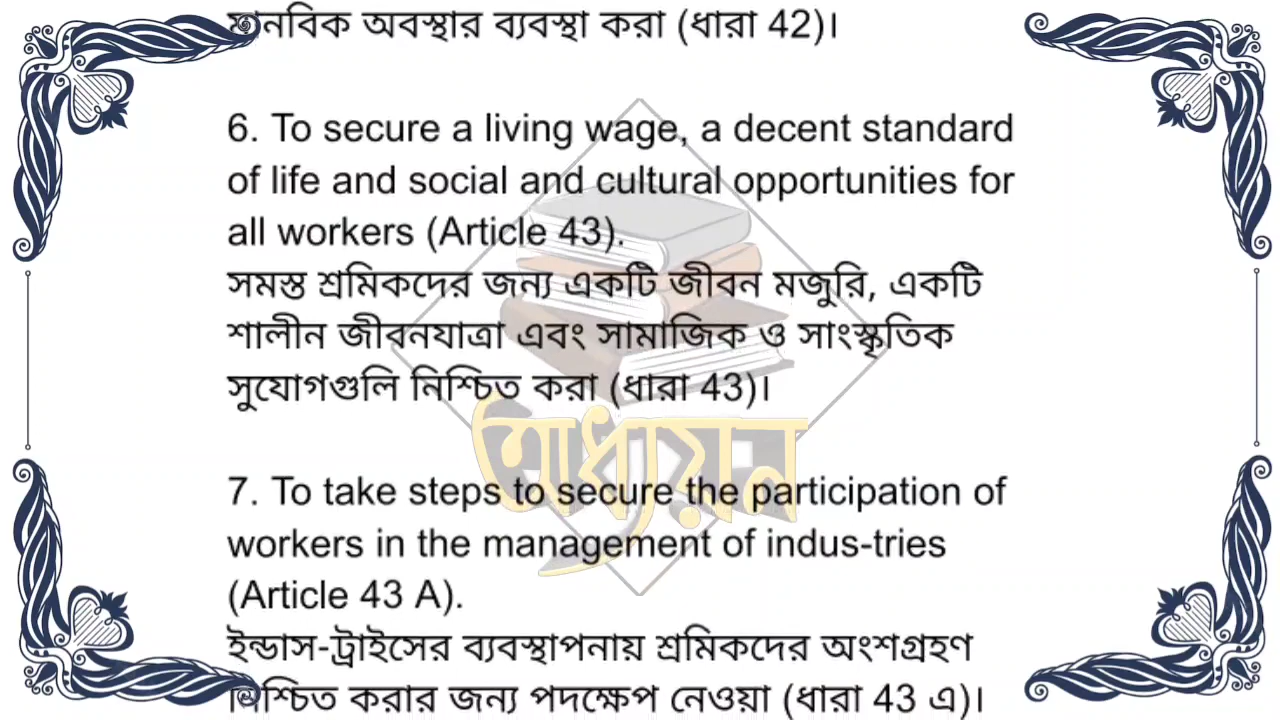 মানবিক অবস্থার ব্যবস্থা করা (ধারা 42)।
6. To secure a living wage, a decent standard
of life and social and cultural opportunities for
all workers (Article 43).
সমস্ত শ্রমিকদের জন্য একটি জীবন মজুরি, একটি
শালীন জীবনযাত্রা এবং সামাজিক ও সাংস্কৃতিক
সুযোগগুলি নিশ্চিত করা (ধারা 43)।
অধ্যয়ন
7. To take steps to secure the participation of
workers in the management of indus-tries
(Article 43 A).
ইন্ডাস-ট্রাইসের ব্যবস্থাপনায় শ্রমিকদের অংশগ্রহণ
নিশ্চিত করার জন্য পদক্ষেপ নেওয়া (ধারা 43 এ)।